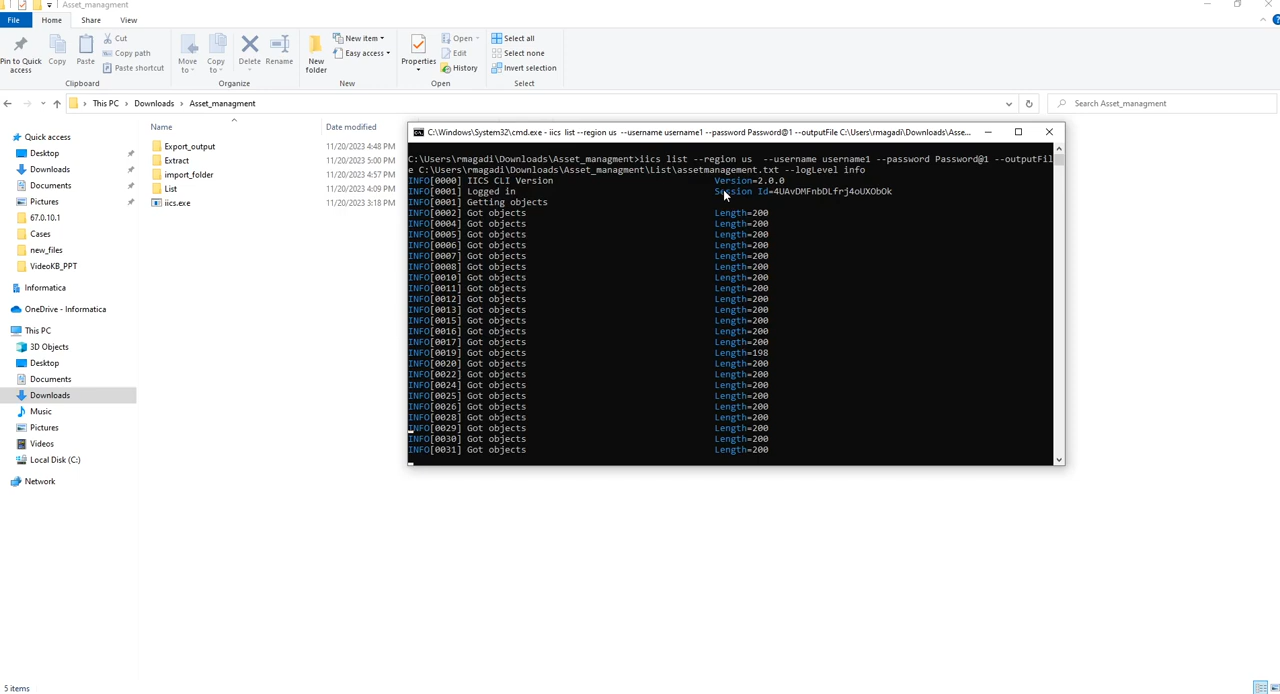 Asset_managment
File Home Share View
Pin to Quick access
Copy
Paste
Cut
Copy path
Paste shortcut
Clipboard
Move to
Copy to
Delete
Rename
Organize
New folder
New item
Easy access
New
Properties
Open
Edit
History
Open
Select all
Select none
Invert selection
Select
This PC > Downloads > Asset_managment
Search Asset_managment
Quick access
Desktop
Downloads
Documents
Pictures
67.0.10.1
Cases
new_files
VideoKB_PPT
Informatica
OneDrive - Informatica
This PC
3D Objects
Desktop
Documents
Downloads
Music
Pictures
Videos
Local Disk (C:)
Network
Name Date modified
Export_output 11/20/2023 4:48 PM
Extract 11/20/2023 5:00 PM
import_folder 11/20/2023 4:57 PM
List 11/20/2023 4:09 PM
iics.exe 11/20/2023 3:18 PM
C:\Windows\System32\cmd.exe - iics list --region us --username username1 --password Password@1 --outputFile C:\Users\rmagadi\Downloads\Asse...
C:\Users\rmagadi\Downloads\Asset_managment>iics list --region us --username username1 --password Password@1 --outputFil
e C:\Users\rmagadi\Downloads\Asset_managment\List\assetmanagement.txt --logLevel info
INFO[0000] IICS CLI Version Version=2.0.0
INFO[0001] Logged in Session Id=4UAvDMFnbDLfrj4oUXObOk
INFO[0001] Getting objects
INFO[0002] Got objects Length=200
INFO[0004] Got objects Length=200
INFO[0005] Got objects Length=200
INFO[0006] Got objects Length=200
INFO[0007] Got objects Length=200
INFO[0008] Got objects Length=200
INFO[0010] Got objects Length=200
INFO[0011] Got objects Length=200
INFO[0012] Got objects Length=200
INFO[0013] Got objects Length=200
INFO[0015] Got objects Length=200
INFO[0016] Got objects Length=200
INFO[0017] Got objects Length=200
INFO[0019] Got objects Length=198
INFO[0020] Got objects Length=200
INFO[0022] Got objects Length=200
INFO[0024] Got objects Length=200
INFO[0025] Got objects Length=200
INFO[0026] Got objects Length=200
INFO[0028] Got objects Length=200
INFO[0029] Got objects Length=200
INFO[0030] Got objects Length=200
INFO[0031] Got objects Length=200
5 items